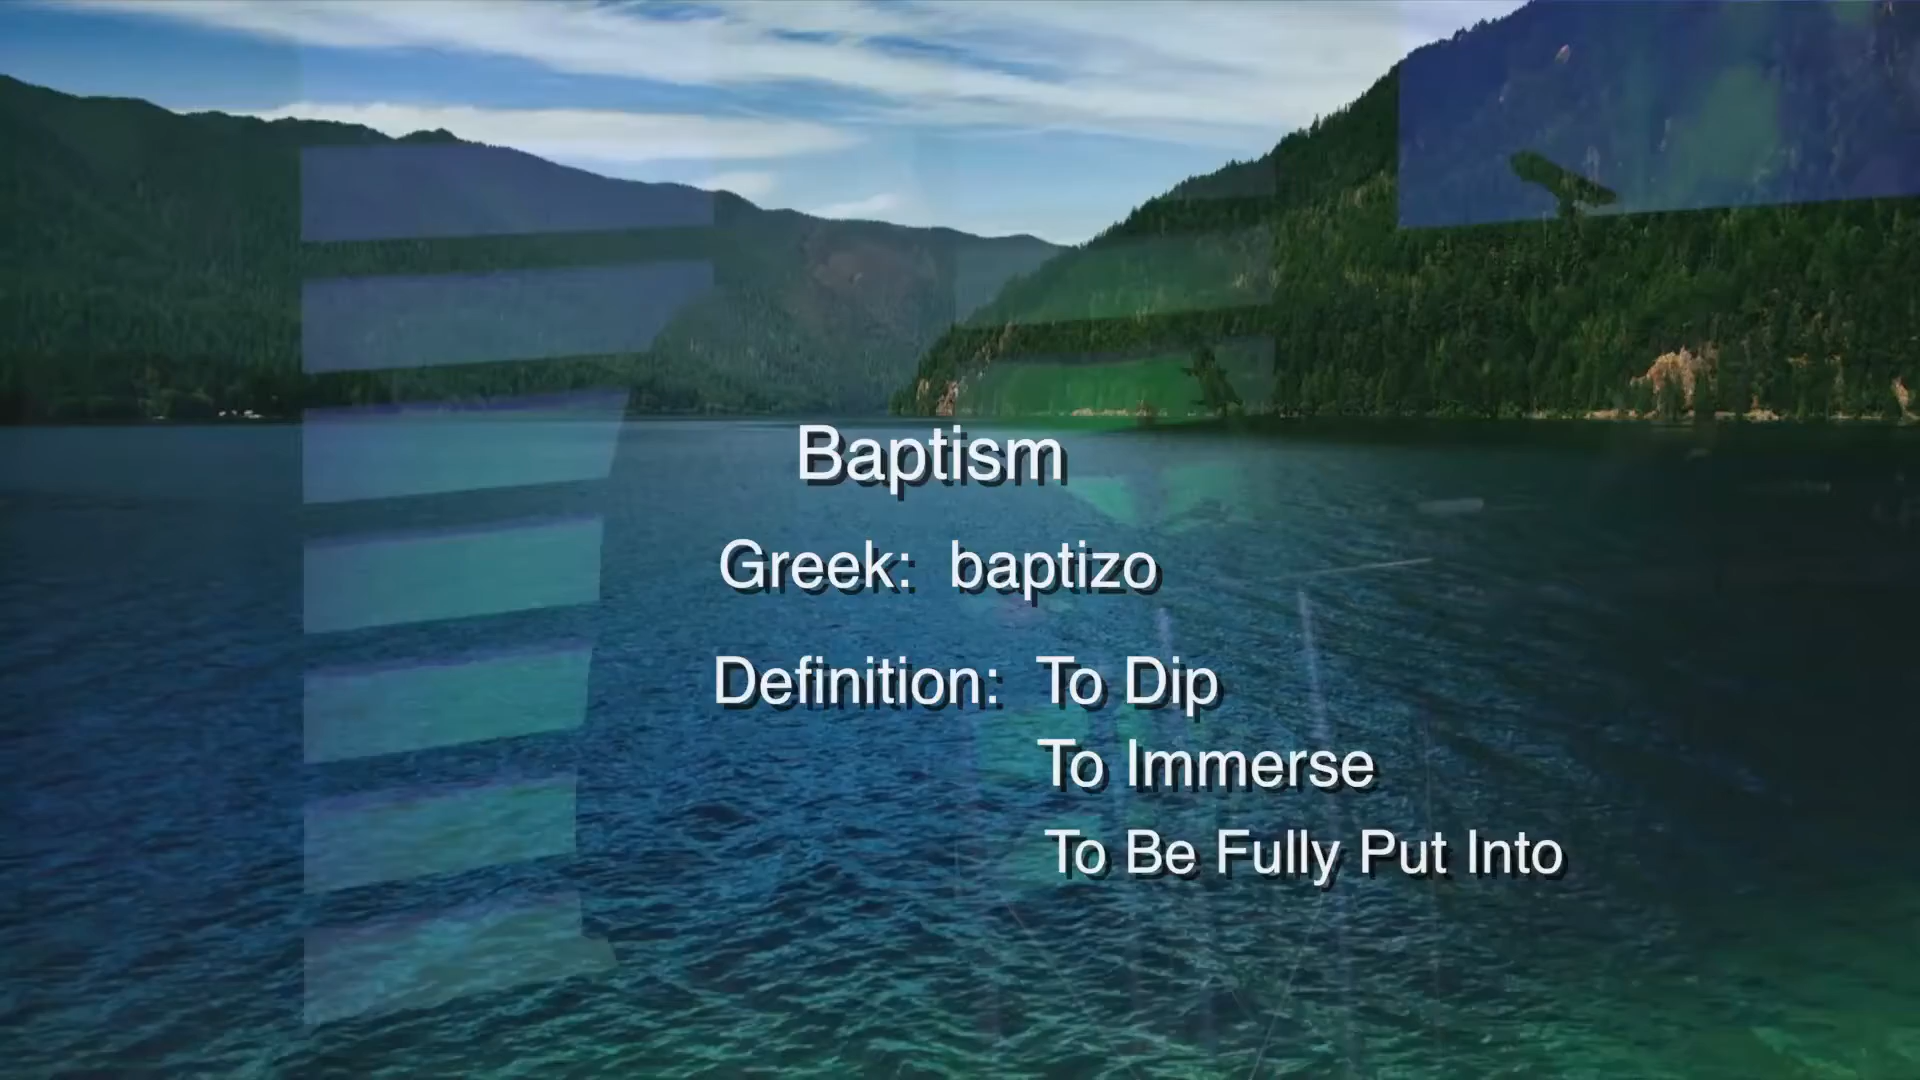 Baptism
Greek: baptizo
Definition: To Dip
To Immerse
To Be Fully Put Into